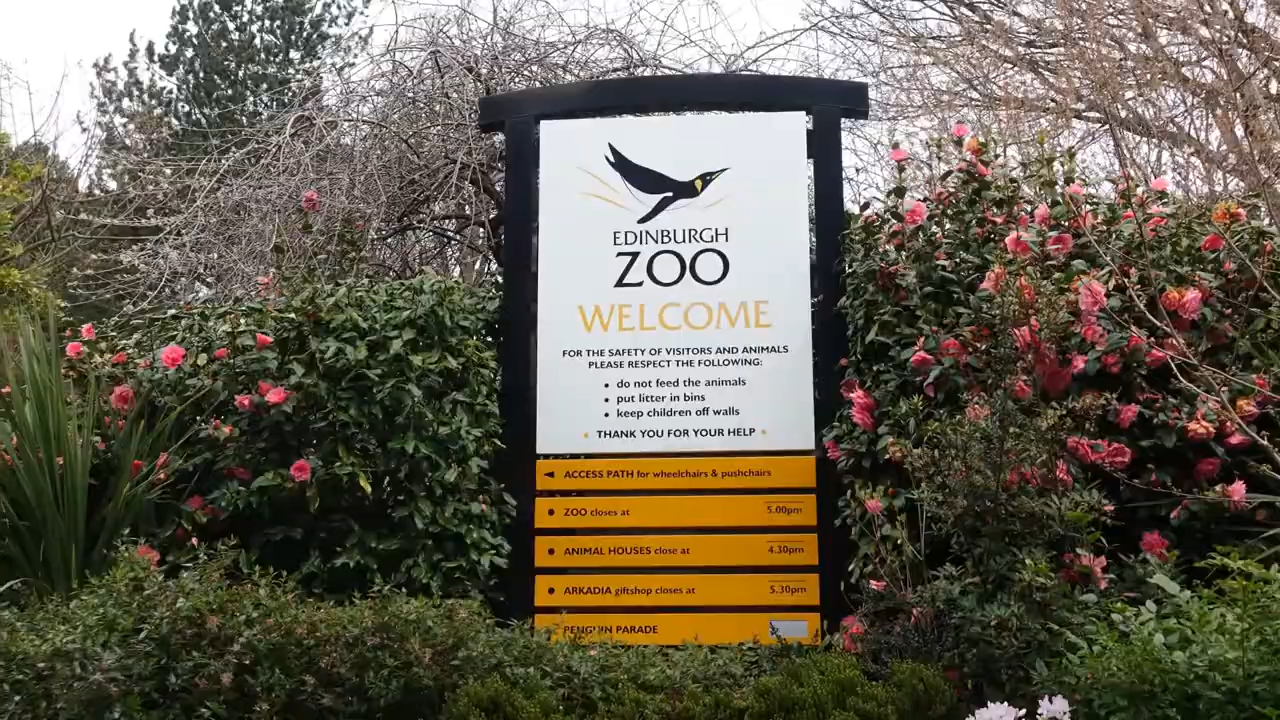 EDINBURGH
ZOO
WELCOME
FOR THE SAFETY OF VISITORS AND ANIMALS
PLEASE RESPECT THE FOLLOWING:
• do not feed the animals
• put litter in bins
• keep children off walls
• THANK YOU FOR YOUR HELP •
◄ ACCESS PATH for wheelchairs & pushchairs
• ZOO closes at 5.00pm
• ANIMAL HOUSES close at 4.30pm
• ARKADIA giftshop closes at 5.30pm
PENGUIN PARADE